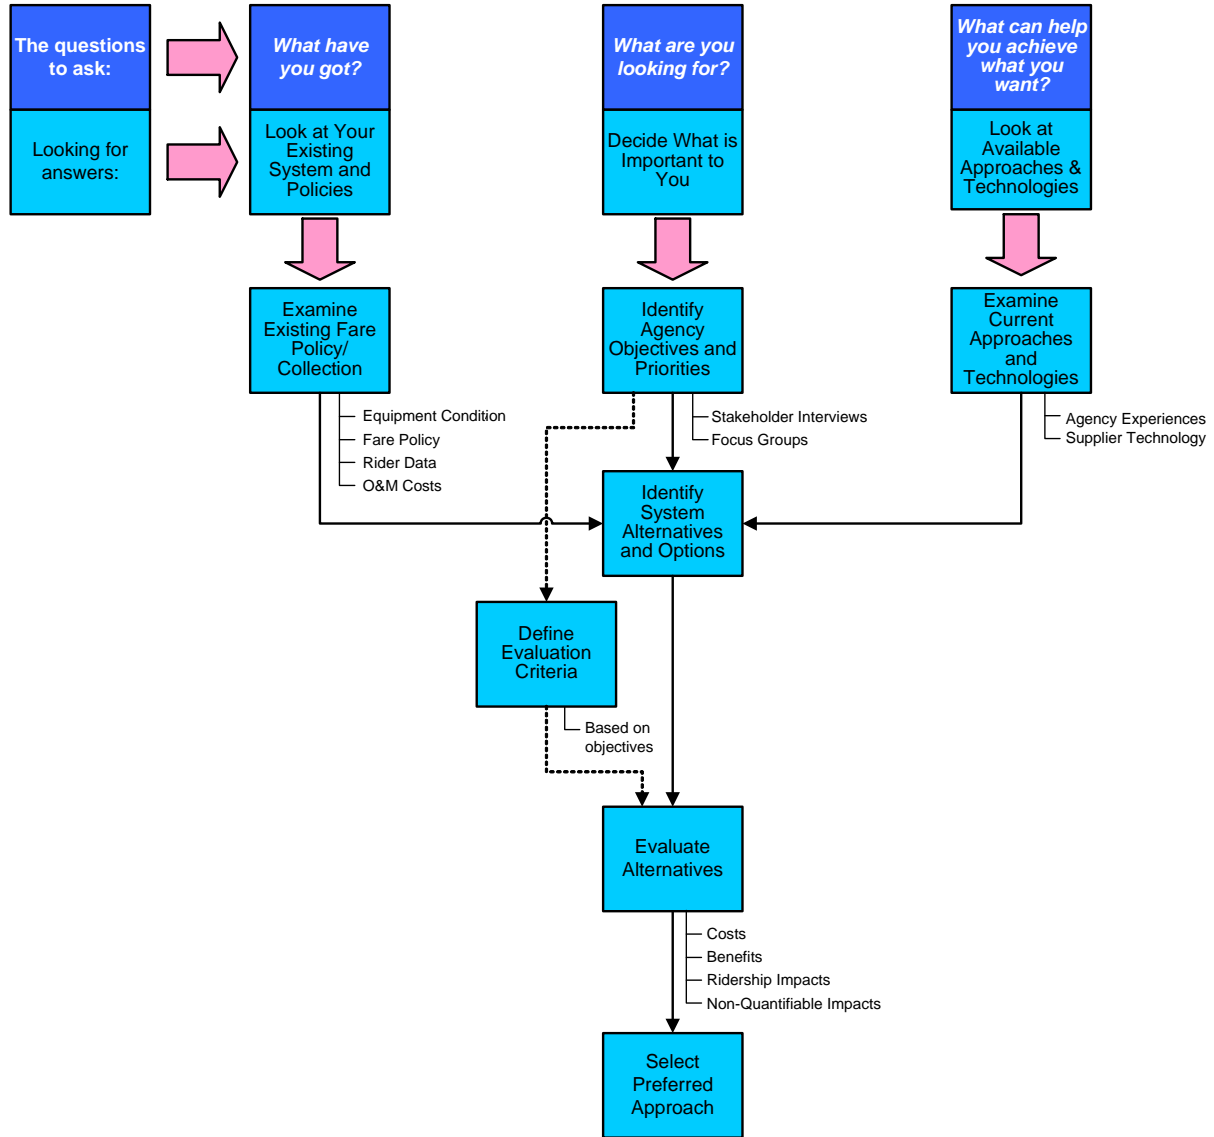 The questions
to ask:
What have
you got?
What are you
looking for?
What can help
you achieve
what you
want?
Looking for
answers:
Look at Your
Existing
System and
Policies
Decide What is
Important to
You
Look at
Available
Approaches &
Technologies
Examine
Existing Fare
Policy/
Collection
Identify
Agency
Objectives and
Priorities
Examine
Current
Approaches
and
Technologies
Equipment Condition
Fare Policy
Rider Data
O&M Costs
Stakeholder Interviews
Focus Groups
Agency Experiences
Supplier Technology
Identify
System
Alternatives
and Options
Define
Evaluation
Criteria
Based on
objectives
Evaluate
Alternatives
Costs
Benefits
Ridership Impacts
Non-Quantifiable Impacts
Select
Preferred
Approach